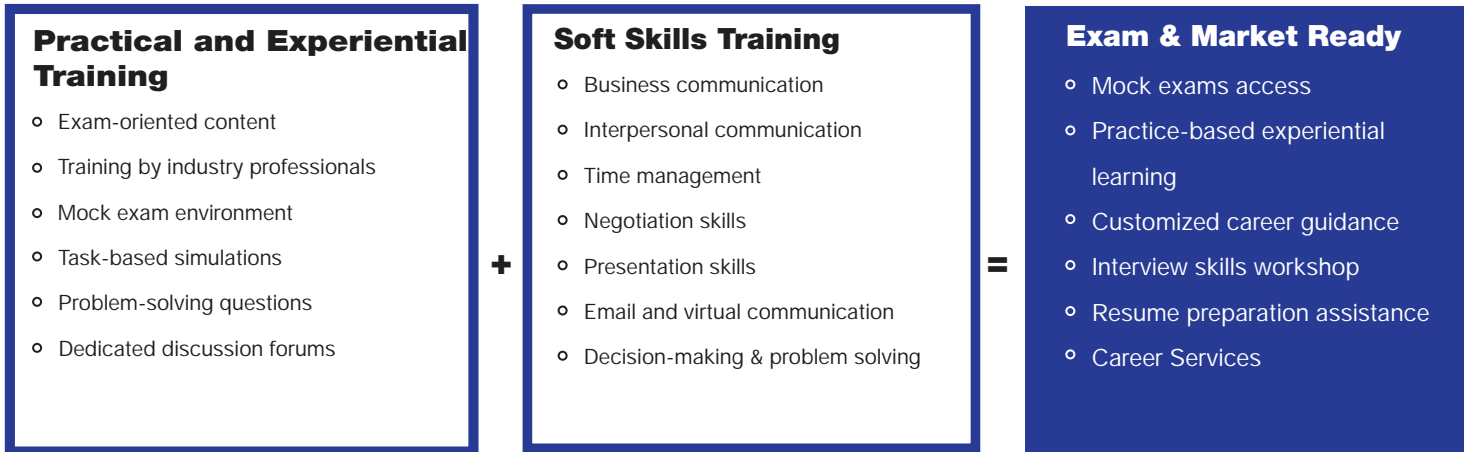 Practical and Experiential
Training
Exam-oriented content
Training by industry professionals
Mock exam environment
Task-based simulations
Problem-solving questions
Dedicated discussion forums
+
Soft Skills Training
Business communication
Interpersonal communication
Time management
Negotiation skills
Presentation skills
Email and virtual communication
Decision-making & problem solving
=
Exam & Market Ready
Mock exams access
Practice-based experiential
learning
Customized career guidance
Interview skills workshop
Resume preparation assistance
Career Services